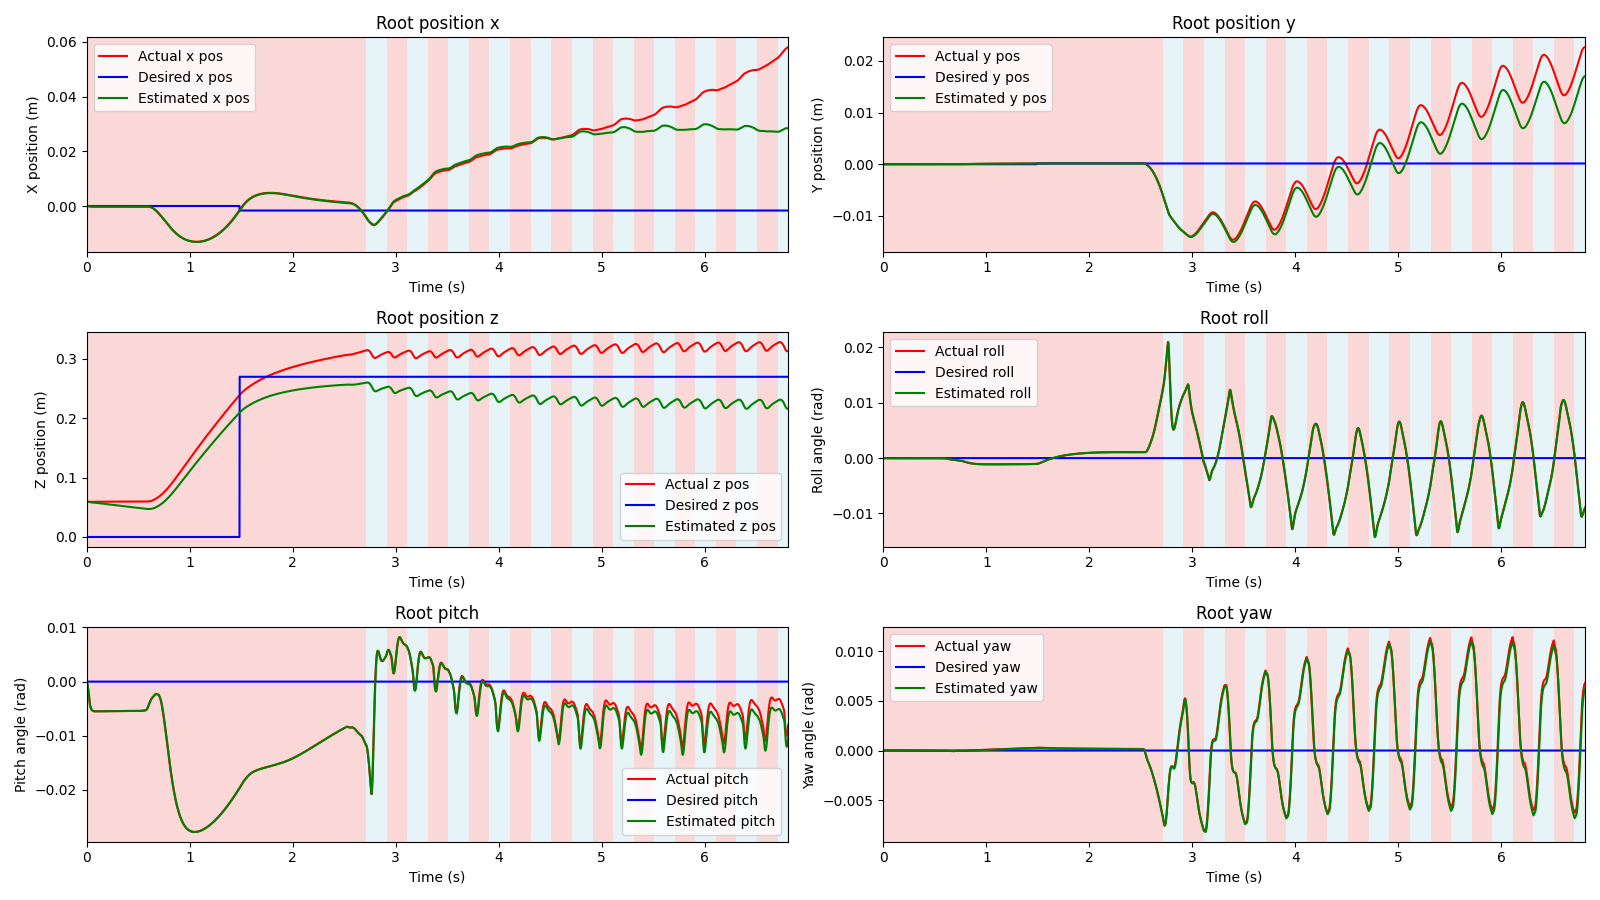 Root position x
0.06
0.04
0.02
0.00
X position (m)
Actual x pos
Desired x pos
Estimated x pos
0 1 2 3 4 5 6
Time (s)
Root position y
0.02
0.01
0.00
−0.01
Y position (m)
Actual y pos
Desired y pos
Estimated y pos
0 1 2 3 4 5 6
Time (s)
Root position z
0.3
0.2
0.1
0.0
Z position (m)
Actual z pos
Desired z pos
Estimated z pos
0 1 2 3 4 5 6
Time (s)
Root roll
0.02
0.01
0.00
−0.01
Roll angle (rad)
Actual roll
Desired roll
Estimated roll
0 1 2 3 4 5 6
Time (s)
Root pitch
0.01
0.00
−0.01
−0.02
Pitch angle (rad)
Actual pitch
Desired pitch
Estimated pitch
0 1 2 3 4 5 6
Time (s)
Root yaw
0.010
0.005
0.000
−0.005
Yaw angle (rad)
Actual yaw
Desired yaw
Estimated yaw
0 1 2 3 4 5 6
Time (s)